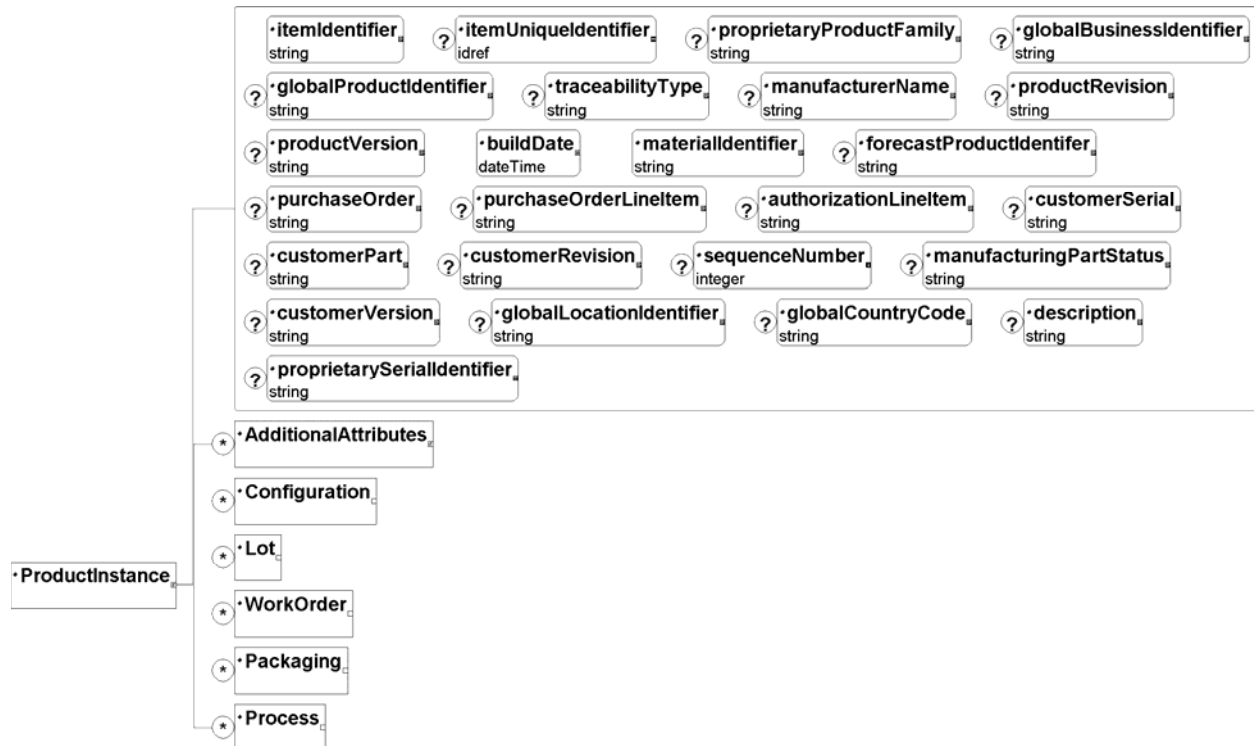 itemIdentifier ? itemUniqueIdentifier ? proprietaryProductFamily ? globalBusinessIdentifier
string idref string string
? globalProductIdentifier ? traceabilityType ? manufacturerName ? productRevision
string string string string
? productVersion buildDate materialIdentifier ? forecastProductIdentifer
string dateTime string string
? purchaseOrder ? purchaseOrderLineItem ? authorizationLineItem ? customerSerial
string string string string
? customerPart ? customerRevision ? sequenceNumber ? manufacturingPartStatus
string string integer string
? customerVersion ? globalLocationIdentifier ? globalCountryCode ? description
string string string string
? proprietarySerialIdentifier
string
* AdditionalAttributes
* Configuration
* Lot
ProductInstance
* WorkOrder
* Packaging
* Process